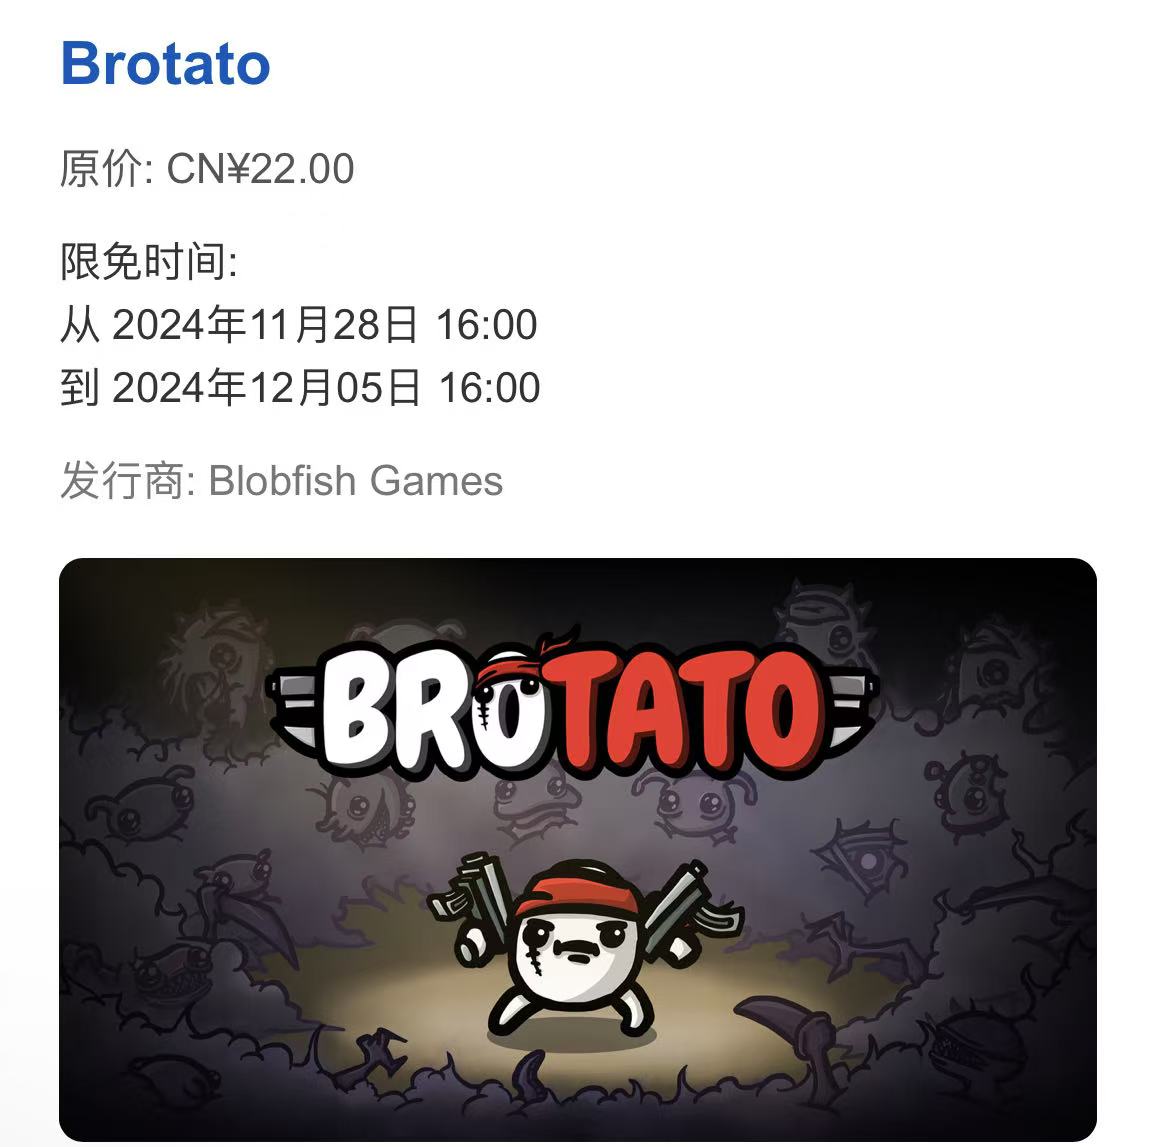 Brotato
原价: CN¥22.00
限免时间:
从 2024年11月28日 16:00
到 2024年12月05日 16:00
发行商: Blobfish Games
BROTATO